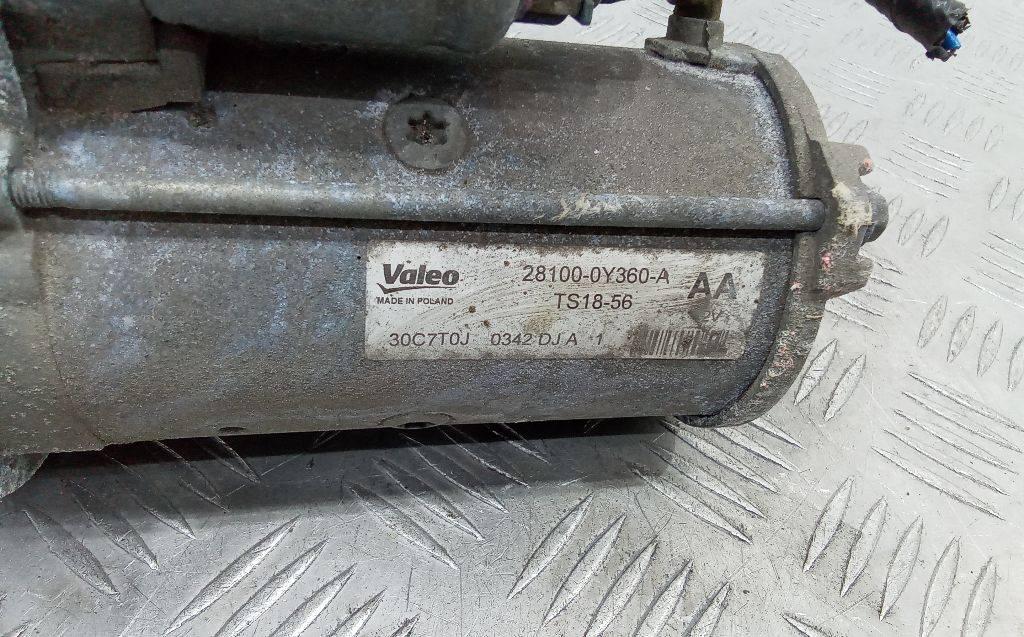 Valeo
MADE IN POLAND
28100-0Y360-A
TS18-56
AA
30C7T0J 0342 DJ A 1